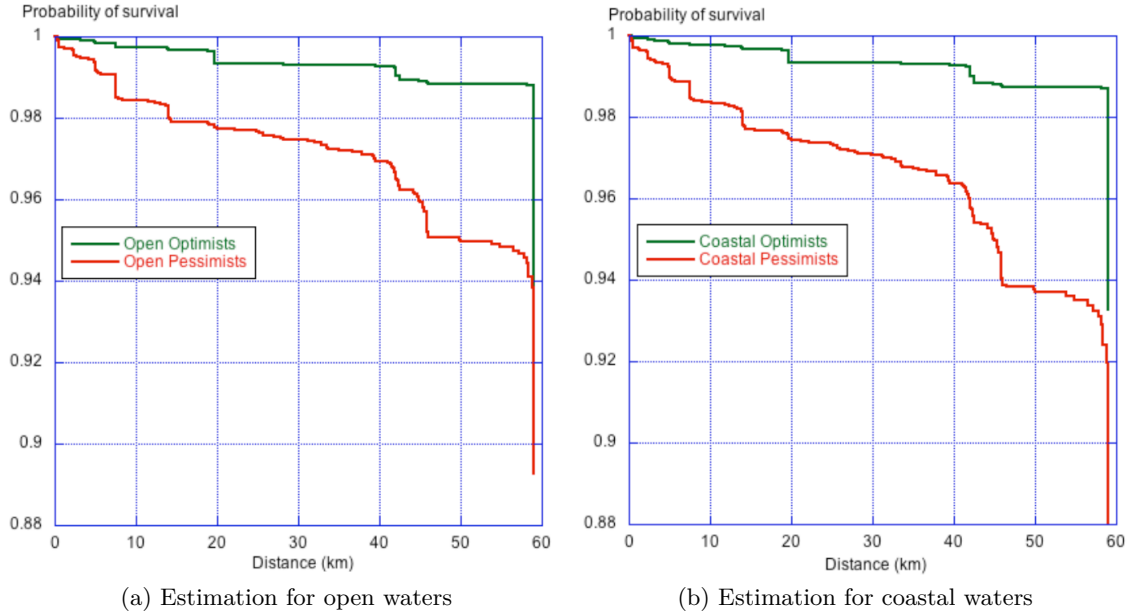 Probability of survival
1
0.98
0.96
0.94
0.92
0.9
0.88
Open Optimists
Open Pessimists
0 10 20 30 40 50 60
Distance (km)
(a) Estimation for open waters
Probability of survival
1
0.98
0.96
0.94
0.92
0.9
0.88
Coastal Optimists
Coastal Pessimists
0 10 20 30 40 50 60
Distance (km)
(b) Estimation for coastal waters